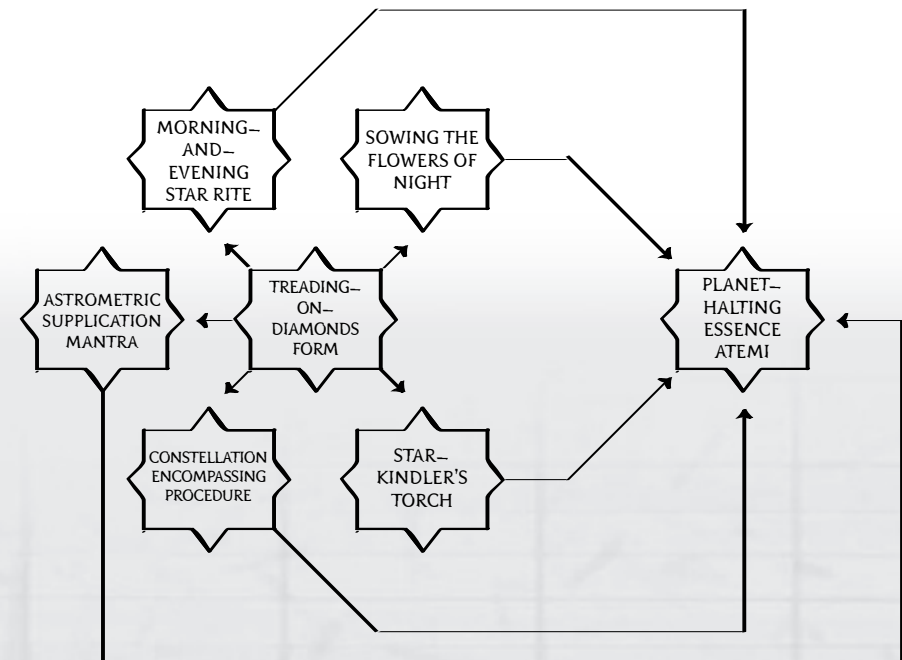 MORNING–
AND–
EVENING
STAR RITE
SOWING THE
FLOWERS OF
NIGHT
ASTROMETRIC
SUPPLICATION
MANTRA
TREADING–
ON–
DIAMONDS
FORM
PLANET–
HALTING
ESSENCE
ATEMI
CONSTELLATION
ENCOMPASSING
PROCEDURE
STAR–
KINDLER'S
TORCH